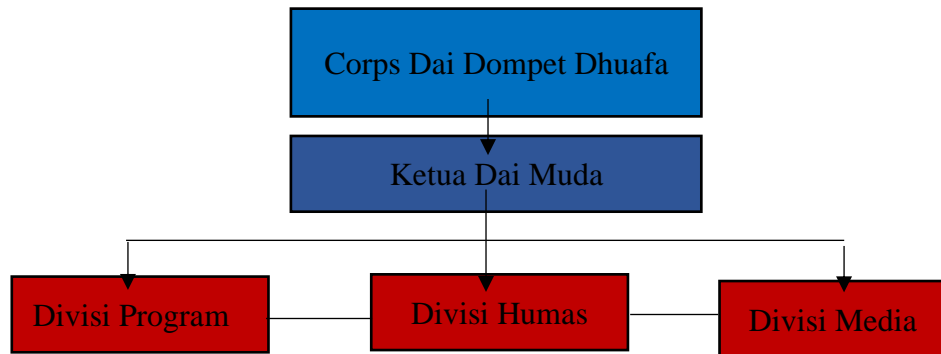 Corps Dai Dompet Dhuafa
Ketua Dai Muda
Divisi Program
Divisi Humas
Divisi Media